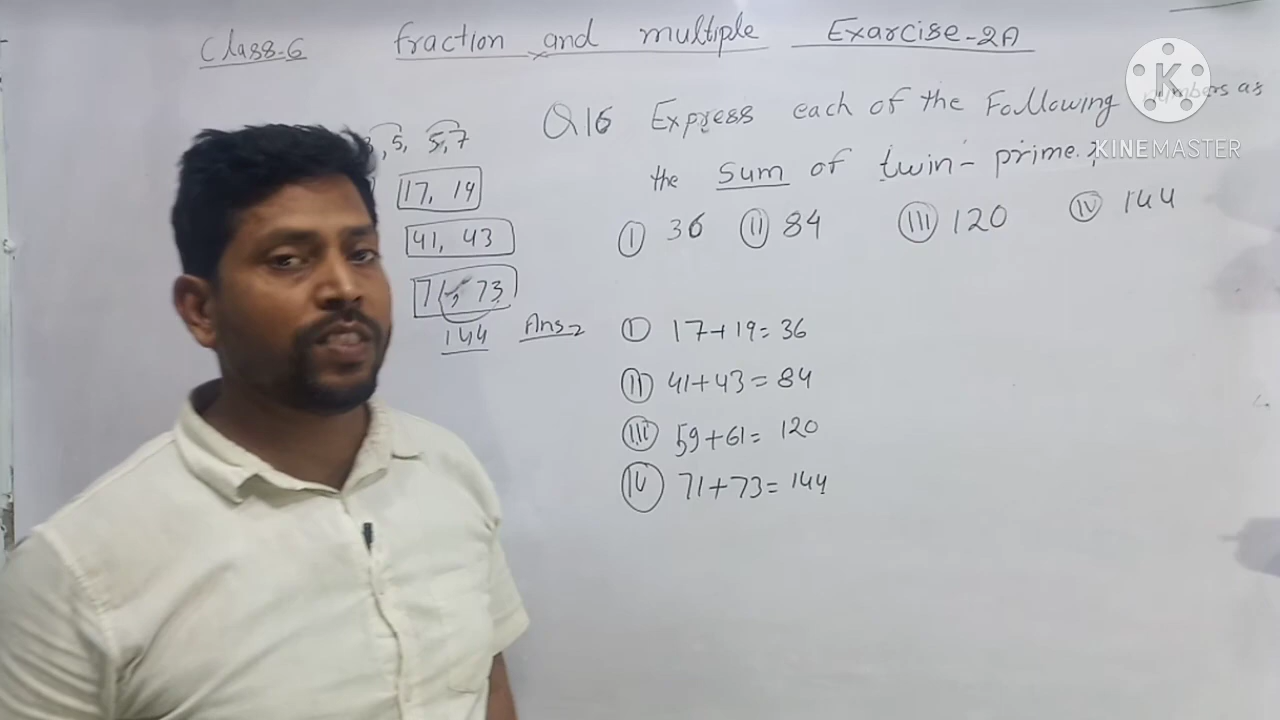 Class-6 fraction and multiple Exarcise-2A
Q16 Express each of the Following numbers as
the sum of twin-prime.
I 36 II 84 III 120 IV 144
3, 5, 5, 7
17, 19
41, 43
71, 73
144
Ans
I 17+19=36
II 41+43=84
III 59+61=120
IV 71+73=144
K
KINEMASTER